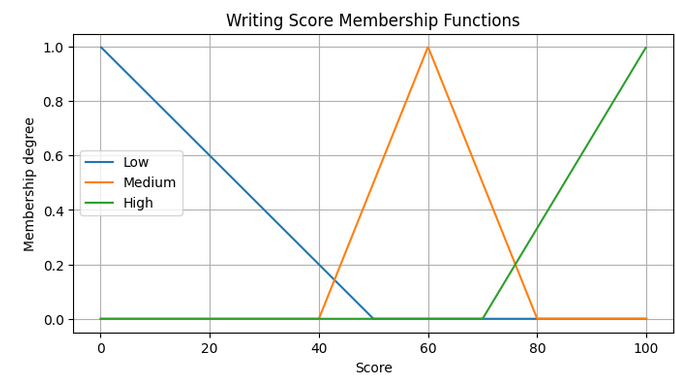 Writing Score Membership Functions
Membership degree
1.0
0.8
0.6
0.4
0.2
0.0
Low
Medium
High
0 20 40 60 80 100
Score